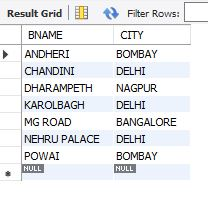 Result Grid Filter Rows:
BNAME CITY
ANDHERI BOMBAY
CHANDINI DELHI
DHARAMPETH NAGPUR
KAROLBAGH DELHI
MG ROAD BANGALORE
NEHRU PALACE DELHI
POWAI BOMBAY
NULL NULL